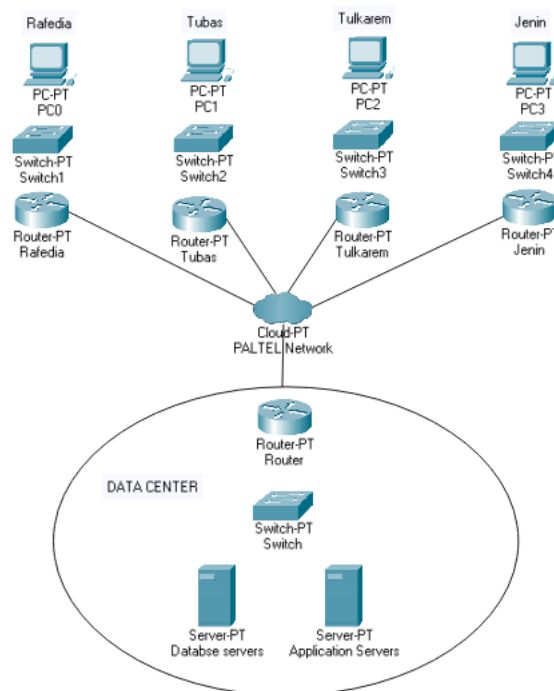 Rafedia
Tubas
Tulkarem
Jenin
PC-PT
PC0
PC-PT
PC1
PC-PT
PC2
PC-PT
PC3
Switch-PT
Switch1
Switch-PT
Switch2
Switch-PT
Switch3
Switch-PT
Switch4
Router-PT
Rafedia
Router-PT
Tubas
Router-PT
Tulkarem
Router-PT
Jenin
Cloud-PT
PALTEL Network
Router-PT
Router
DATA CENTER
Switch-PT
Switch
Server-PT
Databse servers
Server-PT
Application Servers